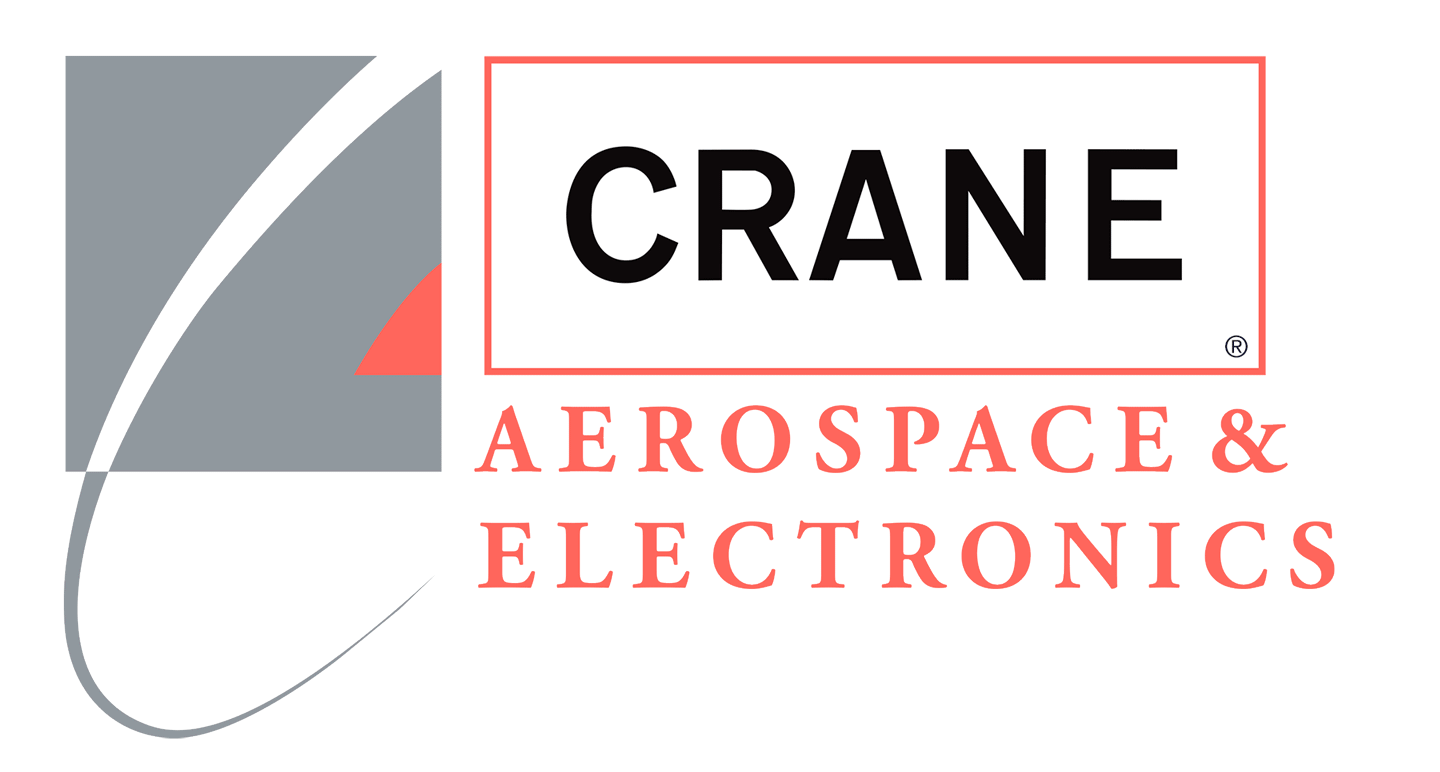 CRANE
®
AEROSPACE &
ELECTRONICS